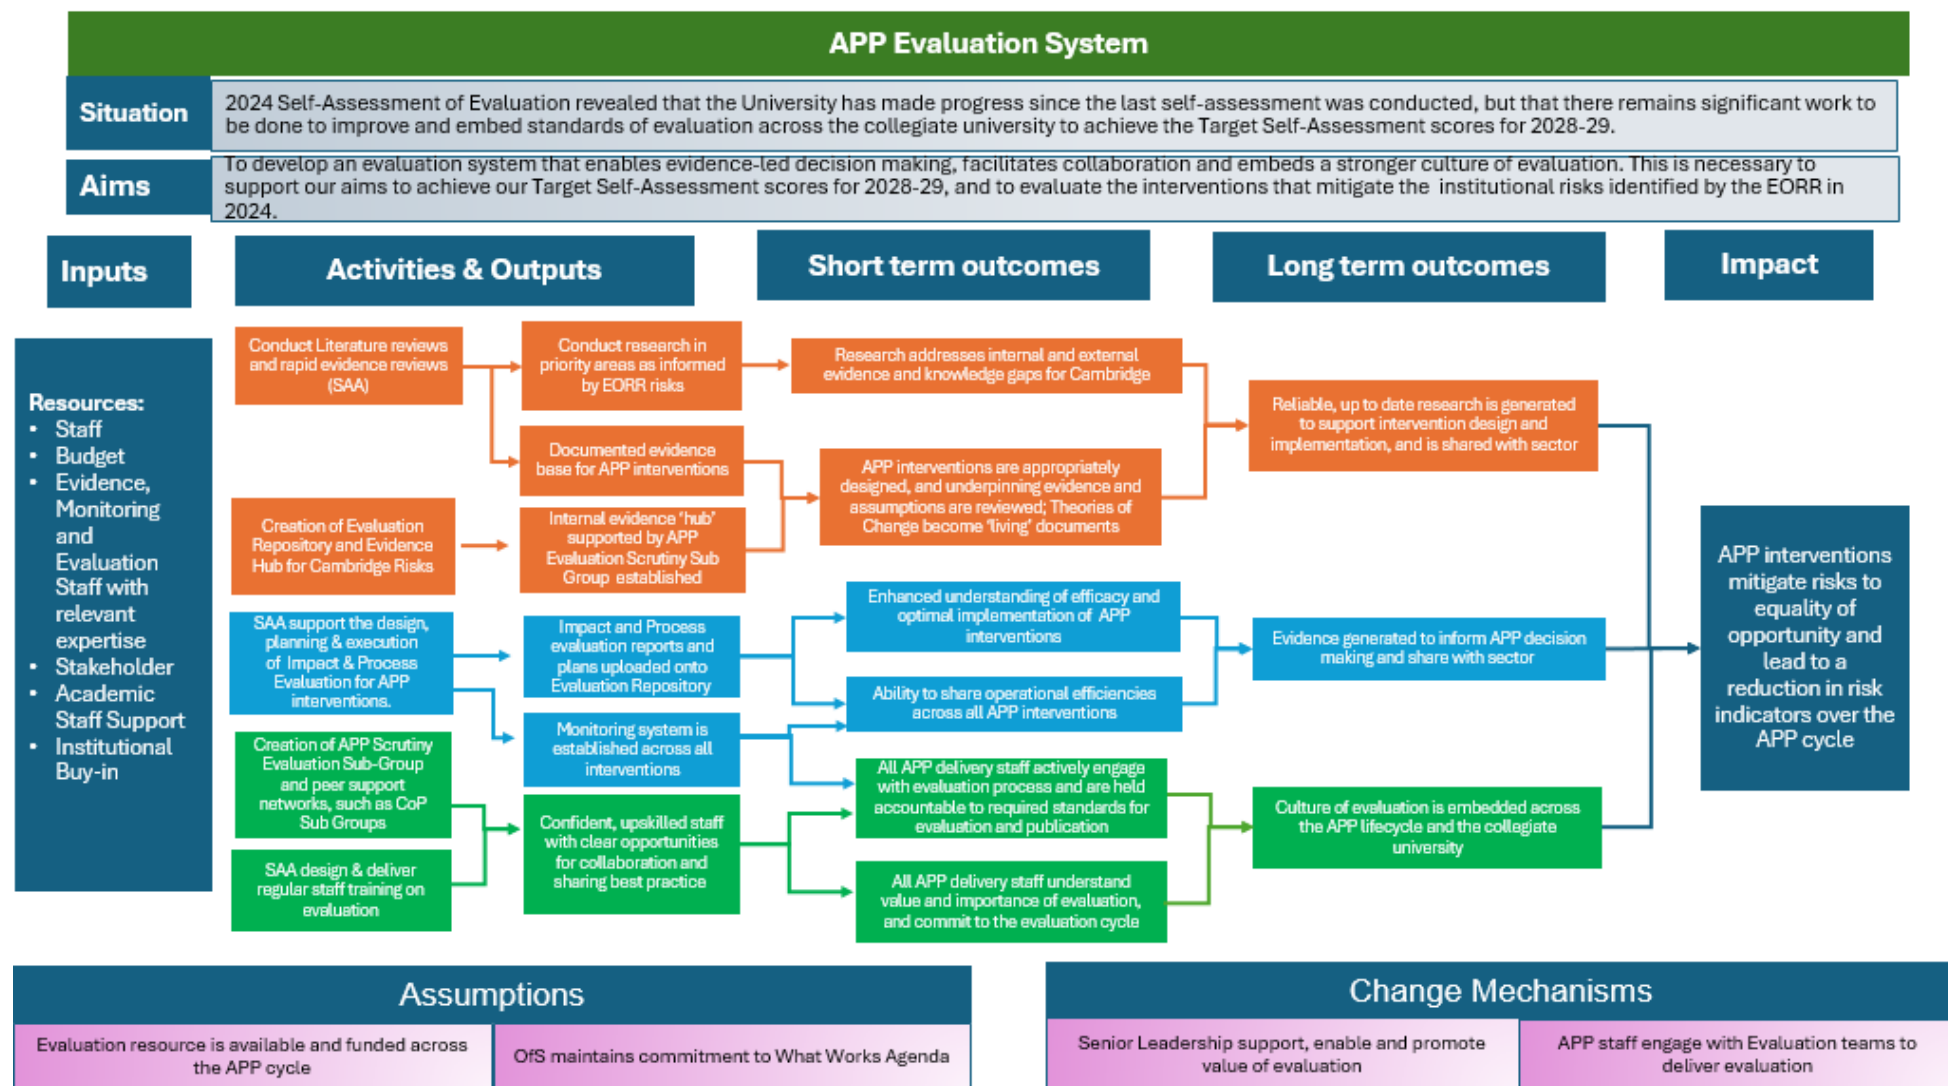 APP Evaluation System
Situation
2024 Self-Assessment of Evaluation revealed that the University has made progress since the last self-assessment was conducted, but that there remains significant work to
be done to improve and embed standards of evaluation across the collegiate university to achieve the Target Self-Assessment scores for 2028-29.
Aims
To develop an evaluation system that enables evidence-led decision making, facilitates collaboration and embeds a stronger culture of evaluation. This is necessary to
support our aims to achieve our Target Self-Assessment scores for 2028-29, and to evaluate the interventions that mitigate the institutional risks identified by the EORR in
2024.
Inputs
Activities & Outputs
Short term outcomes
Long term outcomes
Impact
Resources:
• Staff
• Budget
• Evidence,
Monitoring
and
Evaluation
Staff with
relevant
expertise
• Stakeholder
• Academic
Staff Support
• Institutional
Buy-in
Conduct Literature reviews
and rapid evidence reviews
(SAA)
Conduct research in
priority areas as informed
by EORR risks
Research addresses internal and external
evidence and knowledge gaps for Cambridge
Reliable, up to date research is generated
to support intervention design and
implementation, and is shared with sector
Documented evidence
base for APP interventions
APP interventions are appropriately
designed, and underpinning evidence and
assumptions are reviewed; Theories of
Change become 'living' documents
Creation of Evaluation
Repository and Evidence
Hub for Cambridge Risks
Internal evidence 'hub'
supported by APP
Evaluation Scrutiny Sub
Group established
SAA support the design,
planning & execution
of Impact & Process
Evaluation for APP
interventions.
Impact and Process
evaluation reports and
plans uploaded onto
Evaluation Repository
Enhanced understanding of efficacy and
optimal implementation of APP
interventions
Evidence generated to inform APP decision
making and share with sector
Ability to share operational efficiencies
across all APP interventions
Monitoring system is
established across all
interventions
Creation of APP Scrutiny
Evaluation Sub-Group
and peer support
networks, such as CoP
Sub Groups
All APP delivery staff actively engage
with evaluation process and are held
accountable to required standards for
evaluation and publication
Culture of evaluation is embedded across
the APP lifecycle and the collegiate
university
Confident, upskilled staff
with clear opportunities
for collaboration and
sharing best practice
SAA design & deliver
regular staff training on
evaluation
All APP delivery staff understand
value and importance of evaluation,
and commit to the evaluation cycle
APP interventions
mitigate risks to
equality of
opportunity and
lead to a
reduction in risk
indicators over the
APP cycle
Assumptions
Evaluation resource is available and funded across
the APP cycle
OfS maintains commitment to What Works Agenda
Change Mechanisms
Senior Leadership support, enable and promote
value of evaluation
APP staff engage with Evaluation teams to
deliver evaluation